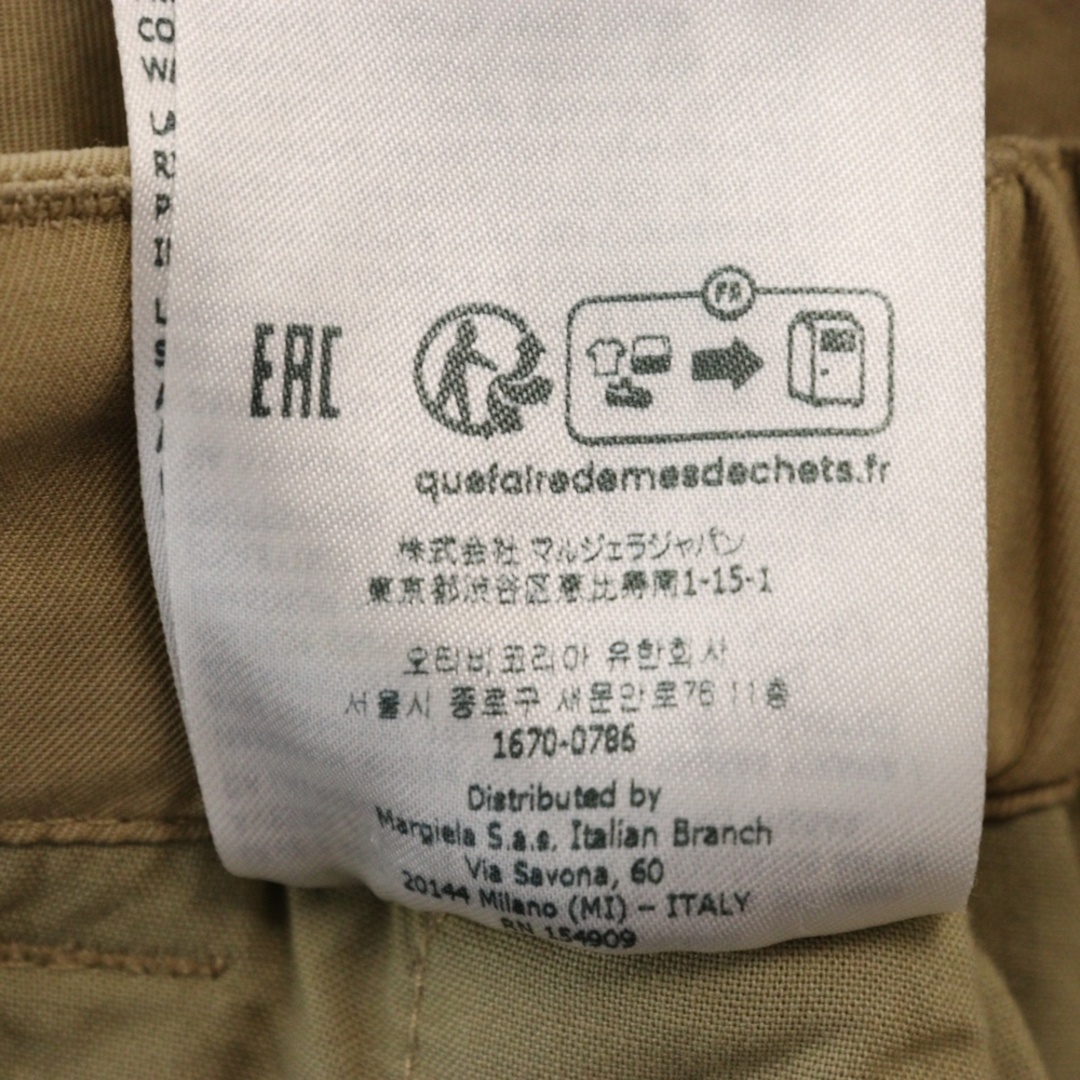 CO
EAC
FR
quefairedemesdechets.fr
株式会社 マルジェラジャパン
東京都渋谷区恵比寿南1-15-1
오티비코리아 유한회사
서울시 종로구 새문안로76 11층
1670-0786
Distributed by
Margiela S.a.s. Italian Branch
Via Savona, 60
20144 Milano (MI) – ITALY
RN 154909